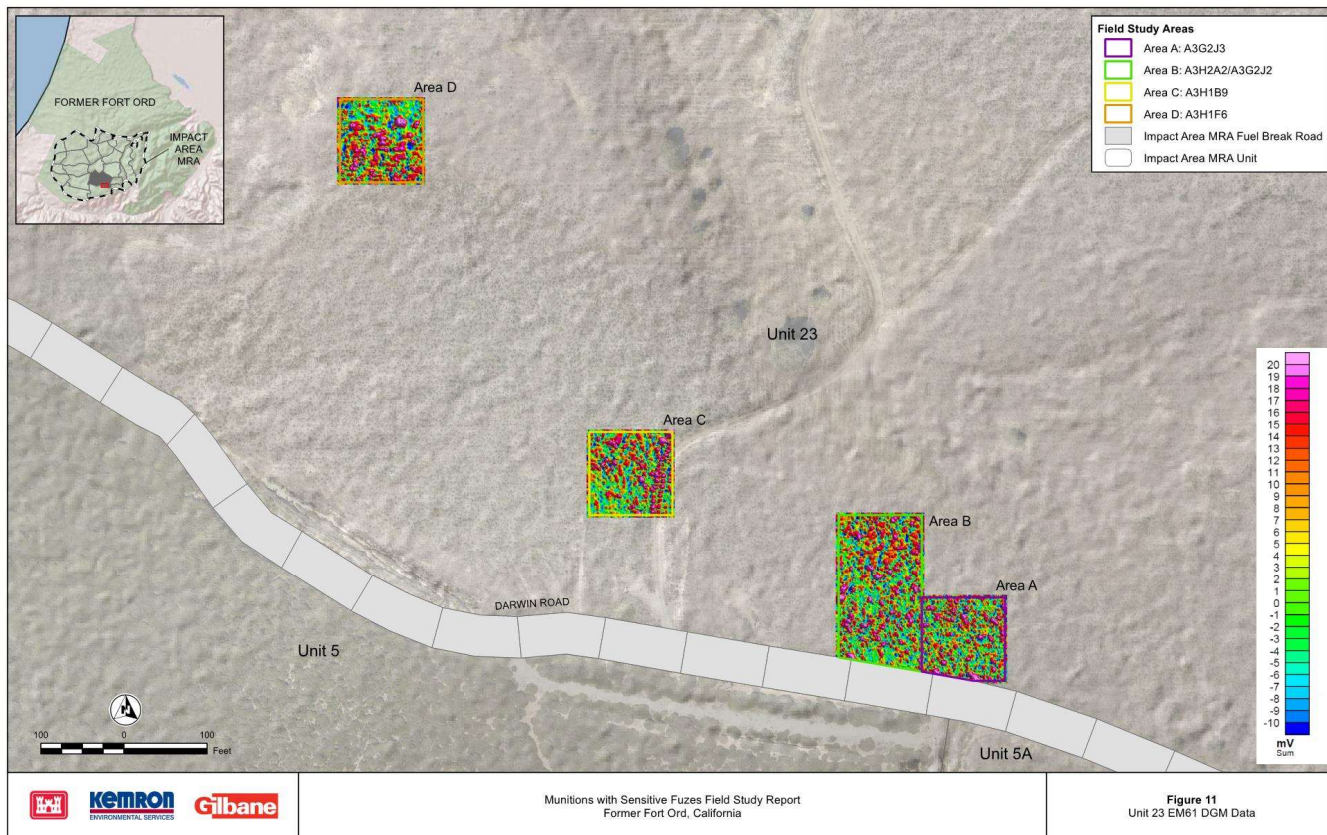 FORMER FORT ORD
IMPACT
AREA
MRA
Area D
Field Study Areas
Area A: A3G2J3
Area B: A3H2A2/A3G2J2
Area C: A3H1B9
Area D: A3H1F6
Impact Area MRA Fuel Break Road
Impact Area MRA Unit
Unit 23
Area C
Area B
Area A
DARWIN ROAD
Unit 5
Unit 5A
20
19
18
17
16
15
14
13
12
11
10
9
8
7
6
5
4
3
2
1
0
-1
-2
-3
-4
-5
-6
-7
-8
-9
-10
mV
Sum
N
100 0 100
Feet
KEMRON
ENVIRONMENTAL SERVICES
Gilbane
Munitions with Sensitive Fuzes Field Study Report
Former Fort Ord, California
Figure 11
Unit 23 EM61 DGM Data